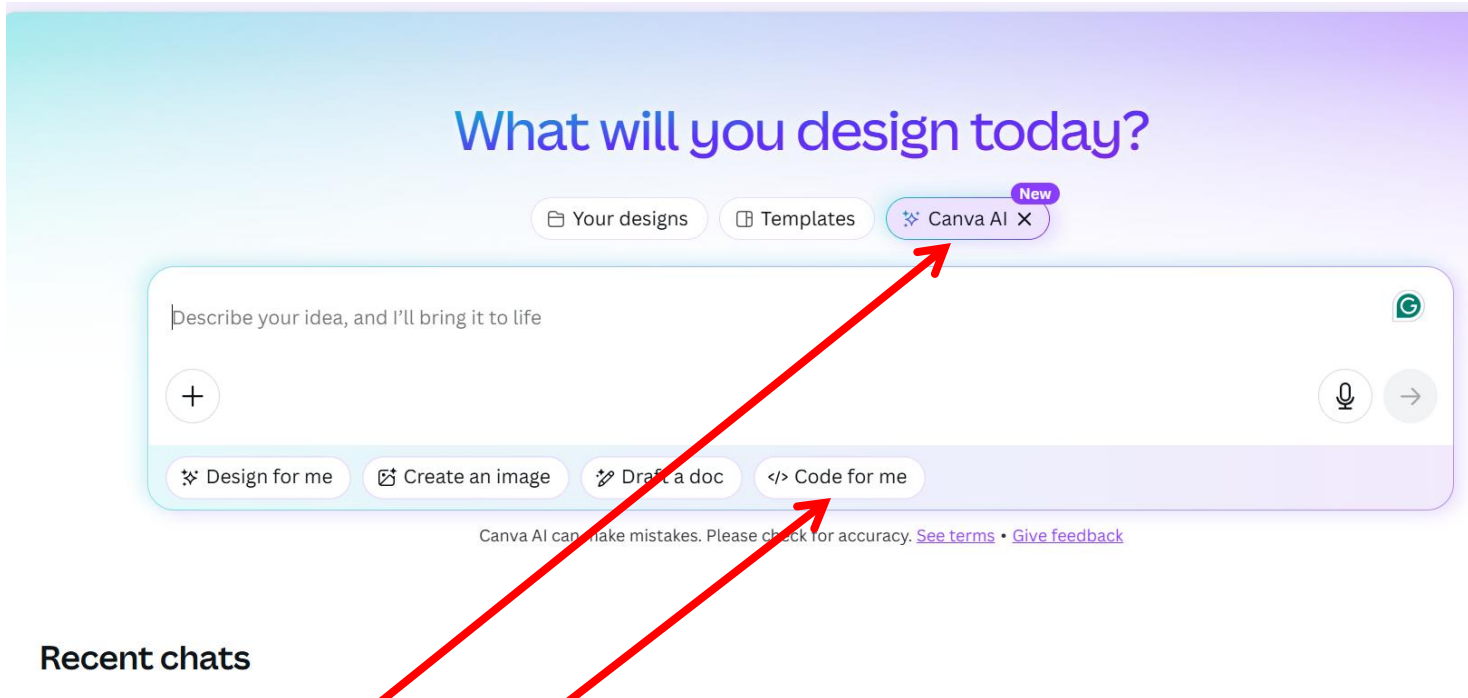 What will you design today?
New
Your designs Templates Canva AI
Describe your idea, and I'll bring it to life
Design for me Create an image Draft a doc </> Code for me
Canva AI can make mistakes. Please check for accuracy. See terms • Give feedback
Recent chats